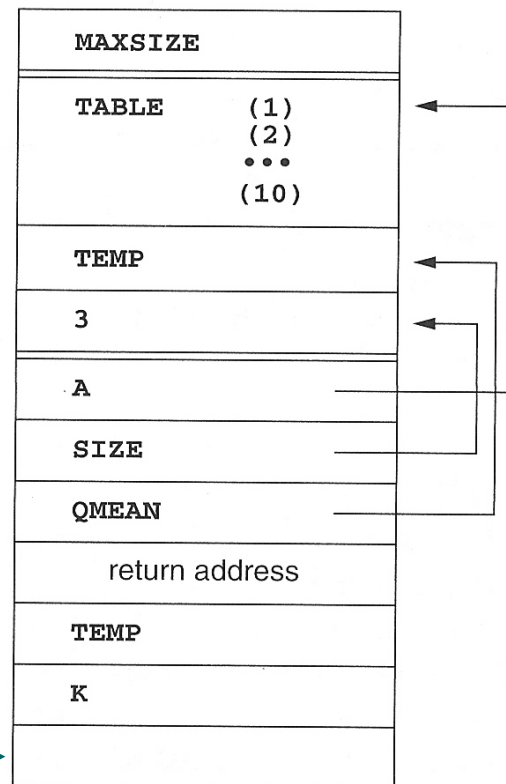 MAXSIZE
TABLE (1)
(2)
•••
(10)
TEMP
3
A
SIZE
QMEAN
return address
TEMP
K